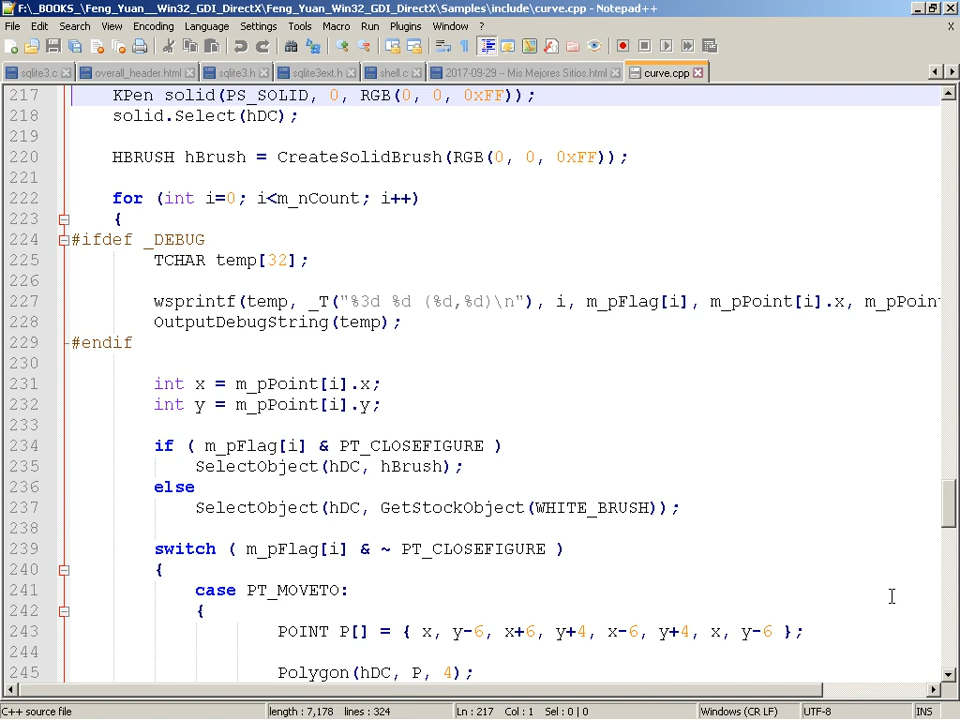 F:\_BOOKS_\Feng_Yuan__Win32_GDI_DirectX\Feng_Yuan_Win32_GDI_DirectX\Samples\include\curve.cpp - Notepad++
File Edit Search View Encoding Language Settings Tools Macro Run Plugins Window ? X
sqlite3.c overall_header.html sqlite3.h sqlite3ext.h shell.c 2017-09-29 -- Mis Mejores Sitios.html curve.cpp
217 KPen solid(PS_SOLID, 0, RGB(0, 0, 0xFF));
218 solid.Select(hDC);
219
220 HBRUSH hBrush = CreateSolidBrush(RGB(0, 0, 0xFF));
221
222 for (int i=0; i<m_nCount; i++)
223 {
224 #ifdef _DEBUG
225 TCHAR temp[32];
226
227 wsprintf(temp, _T("%3d %d (%d,%d)\n"), i, m_pFlag[i], m_pPoint[i].x, m_pPoin
228 OutputDebugString(temp);
229 #endif
230
231 int x = m_pPoint[i].x;
232 int y = m_pPoint[i].y;
233
234 if ( m_pFlag[i] & PT_CLOSEFIGURE )
235 SelectObject(hDC, hBrush);
236 else
237 SelectObject(hDC, GetStockObject(WHITE_BRUSH));
238
239 switch ( m_pFlag[i] & ~ PT_CLOSEFIGURE )
240 {
241 case PT_MOVETO:
242 {
243 POINT P[] = { x, y-6, x+6, y+4, x-6, y+4, x, y-6 };
244
245 Polygon(hDC, P, 4);
C++ source file length : 7,178 lines : 324 Ln : 217 Col : 1 Sel : 0 | 0 Windows (CR LF) UTF-8 INS